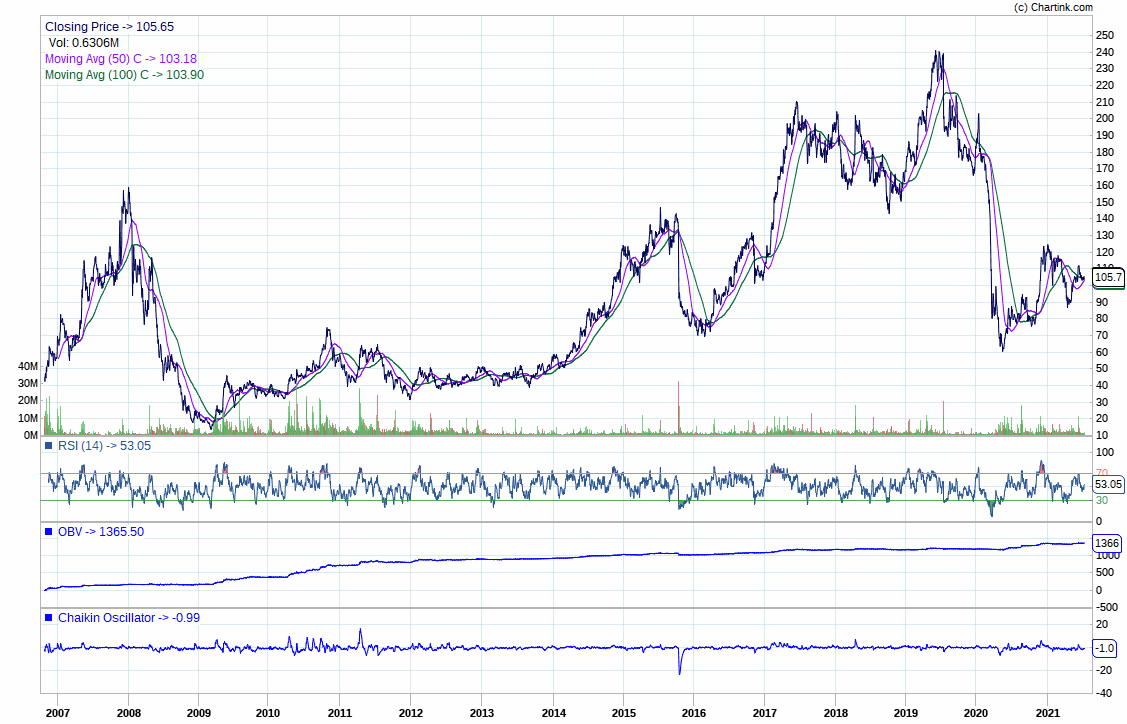 (c) Chartink.com
Closing Price -> 105.65
Vol: 0.6306M
Moving Avg (50) C -> 103.18
Moving Avg (100) C -> 103.90
250
240
230
220
210
200
190
180
170
160
150
140
130
120
110
105.7
90
80
70
60
50
40
30
20
10
40M
30M
20M
10M
0M
RSI (14) -> 53.05
100
70
53.05
30
0
OBV -> 1365.50
1366
1000
500
0
-500
Chaikin Oscillator -> -0.99
20
-1.0
-20
-40
2007 2008 2009 2010 2011 2012 2013 2014 2015 2016 2017 2018 2019 2020 2021